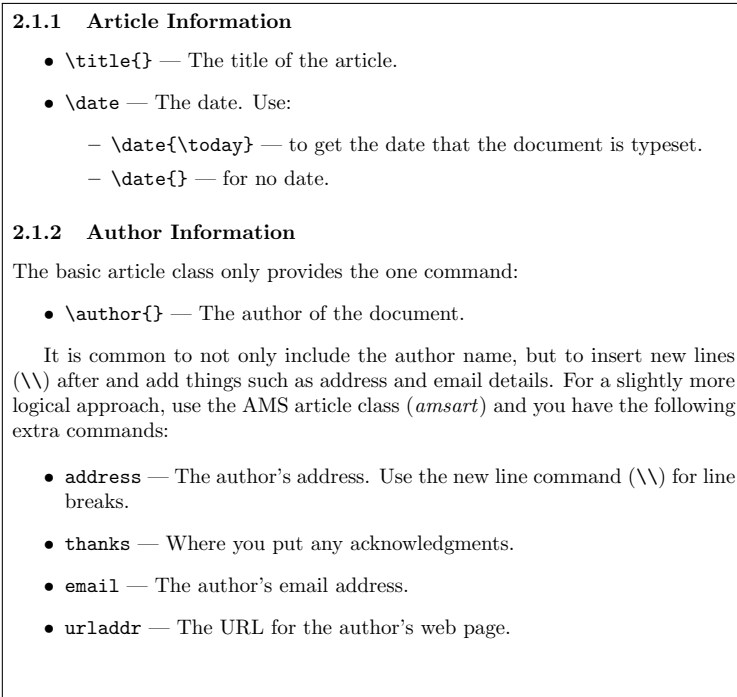 2.1.1 Article Information
• \title{} — The title of the article.
• \date — The date. Use:
– \date{\today} — to get the date that the document is typeset.
– \date{} — for no date.
2.1.2 Author Information
The basic article class only provides the one command:
• \author{} — The author of the document.
It is common to not only include the author name, but to insert new lines
(\\) after and add things such as address and email details. For a slightly more
logical approach, use the AMS article class (amsart) and you have the following
extra commands:
• address — The author's address. Use the new line command (\\) for line
breaks.
• thanks — Where you put any acknowledgments.
• email — The author's email address.
• urladdr — The URL for the author's web page.